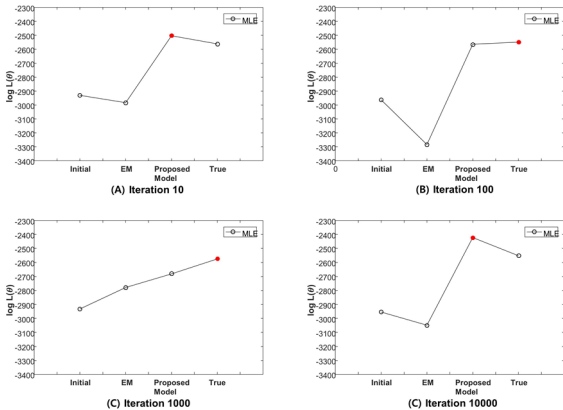 -2300
-2400
-2500
-2600
-2700
-2800
-2900
-3000
-3100
-3200
-3300
-3400
log L(θ)
MLE
Initial EM Proposed True
Model
(A) Iteration 10
-2300
-2400
-2500
-2600
-2700
-2800
-2900
-3000
-3100
-3200
-3300
-3400
log L(θ)
MLE
0 Initial EM Proposed True
Model
(B) Iteration 100
-2300
-2400
-2500
-2600
-2700
-2800
-2900
-3000
-3100
-3200
-3300
-3400
log L(θ)
MLE
Initial EM Proposed True
Model
(C) Iteration 1000
-2300
-2400
-2500
-2600
-2700
-2800
-2900
-3000
-3100
-3200
-3300
-3400
log L(θ)
MLE
Initial EM Proposed True
Model
(C) Iteration 10000